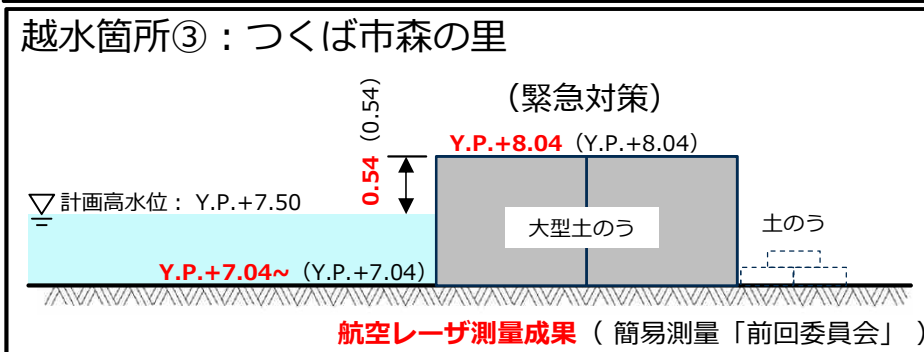 越水箇所③：つくば市森の里
（緊急対策）
0.54（0.54）
Y.P.+8.04（Y.P.+8.04）
計画高水位： Y.P.+7.50
大型土のう
土のう
Y.P.+7.04~（Y.P.+7.04）
航空レーザ測量成果（ 簡易測量「前回委員会」 ）